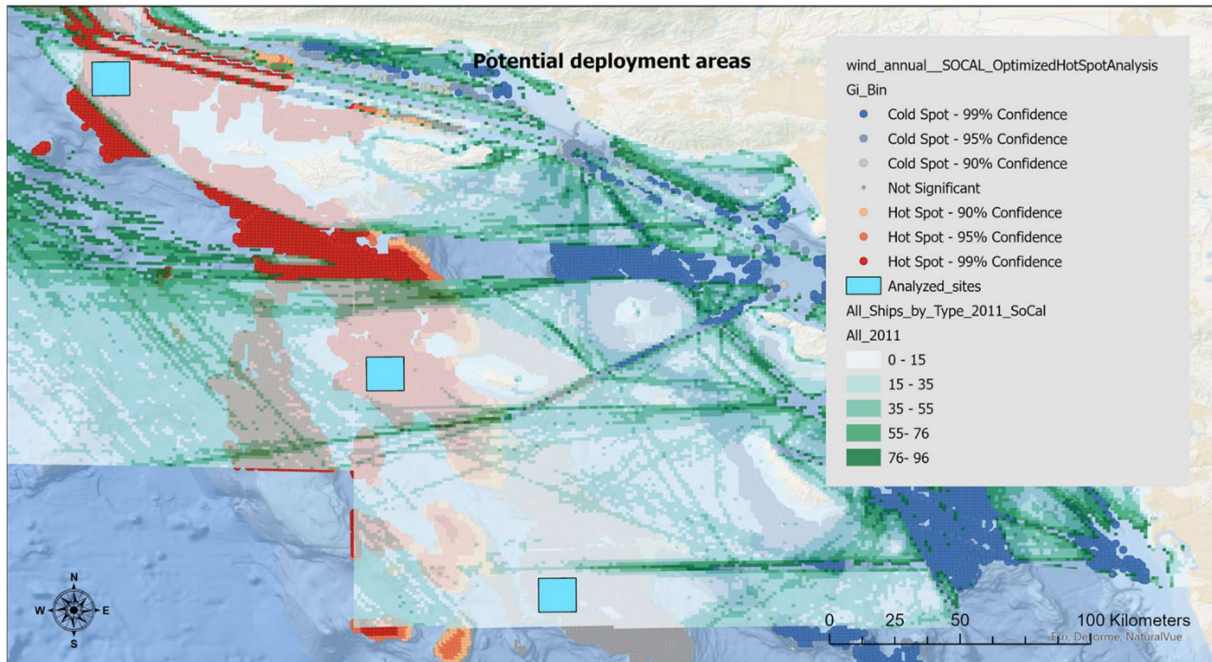 Potential deployment areas
wind_annual__SOCAL_OptimizedHotSpotAnalysis
Gi_Bin
Cold Spot - 99% Confidence
Cold Spot - 95% Confidence
Cold Spot - 90% Confidence
Not Significant
Hot Spot - 90% Confidence
Hot Spot - 95% Confidence
Hot Spot - 99% Confidence
Analyzed_sites
All_Ships_by_Type_2011_SoCal
All_2011
0 - 15
15 - 35
35 - 55
55- 76
76- 96
N
W E
S
0 25 50 100 Kilometers
Esri, DeLorme, NaturalVue